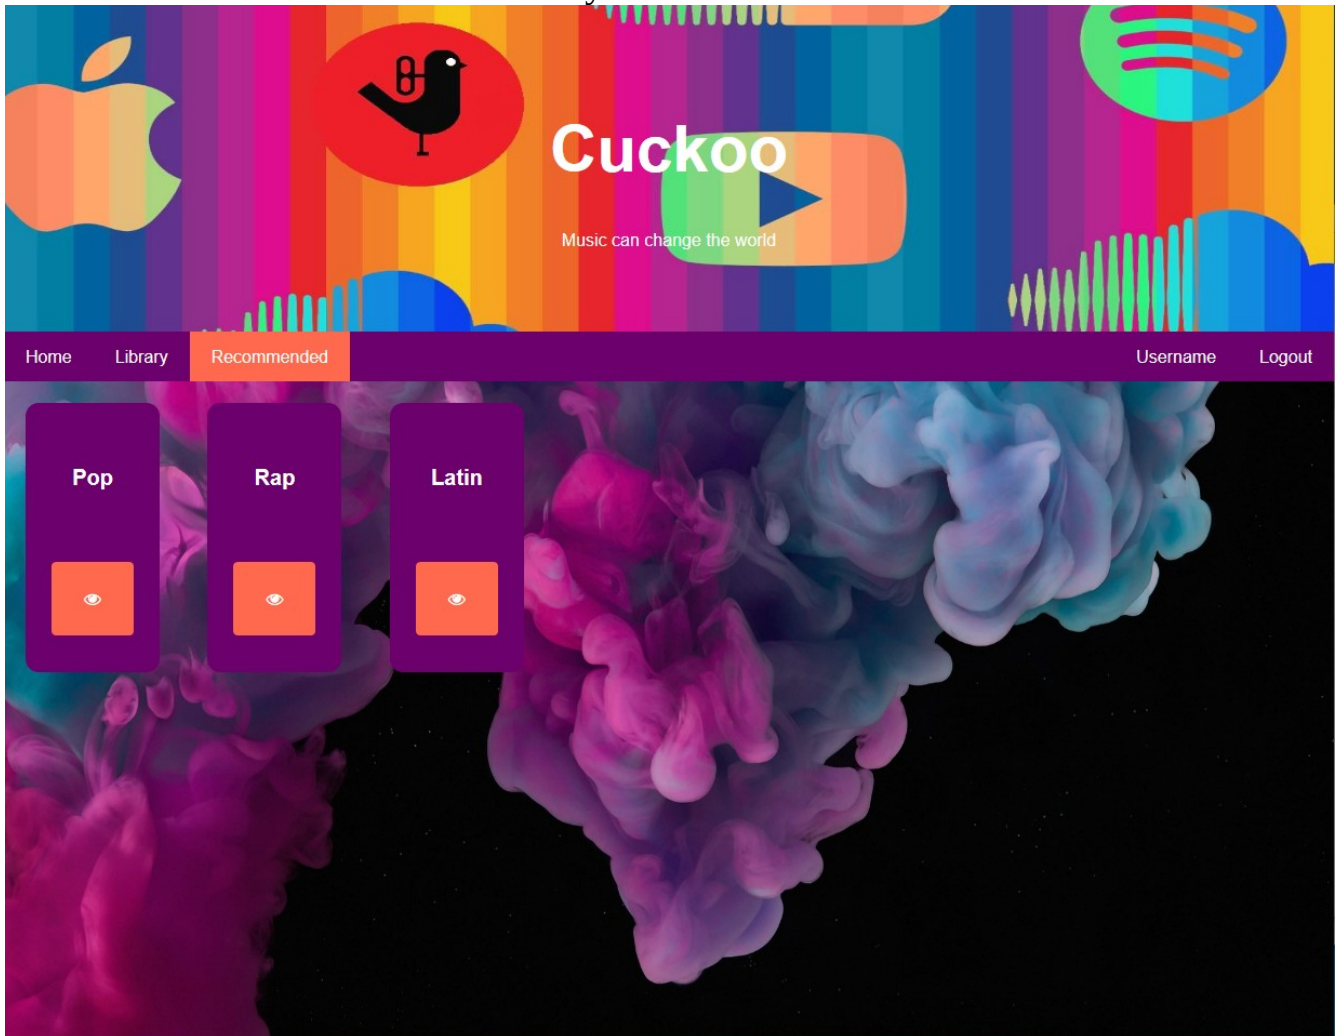 Cuckoo
Music can change the world
Home Library Recommended Username Logout
Pop Rap Latin